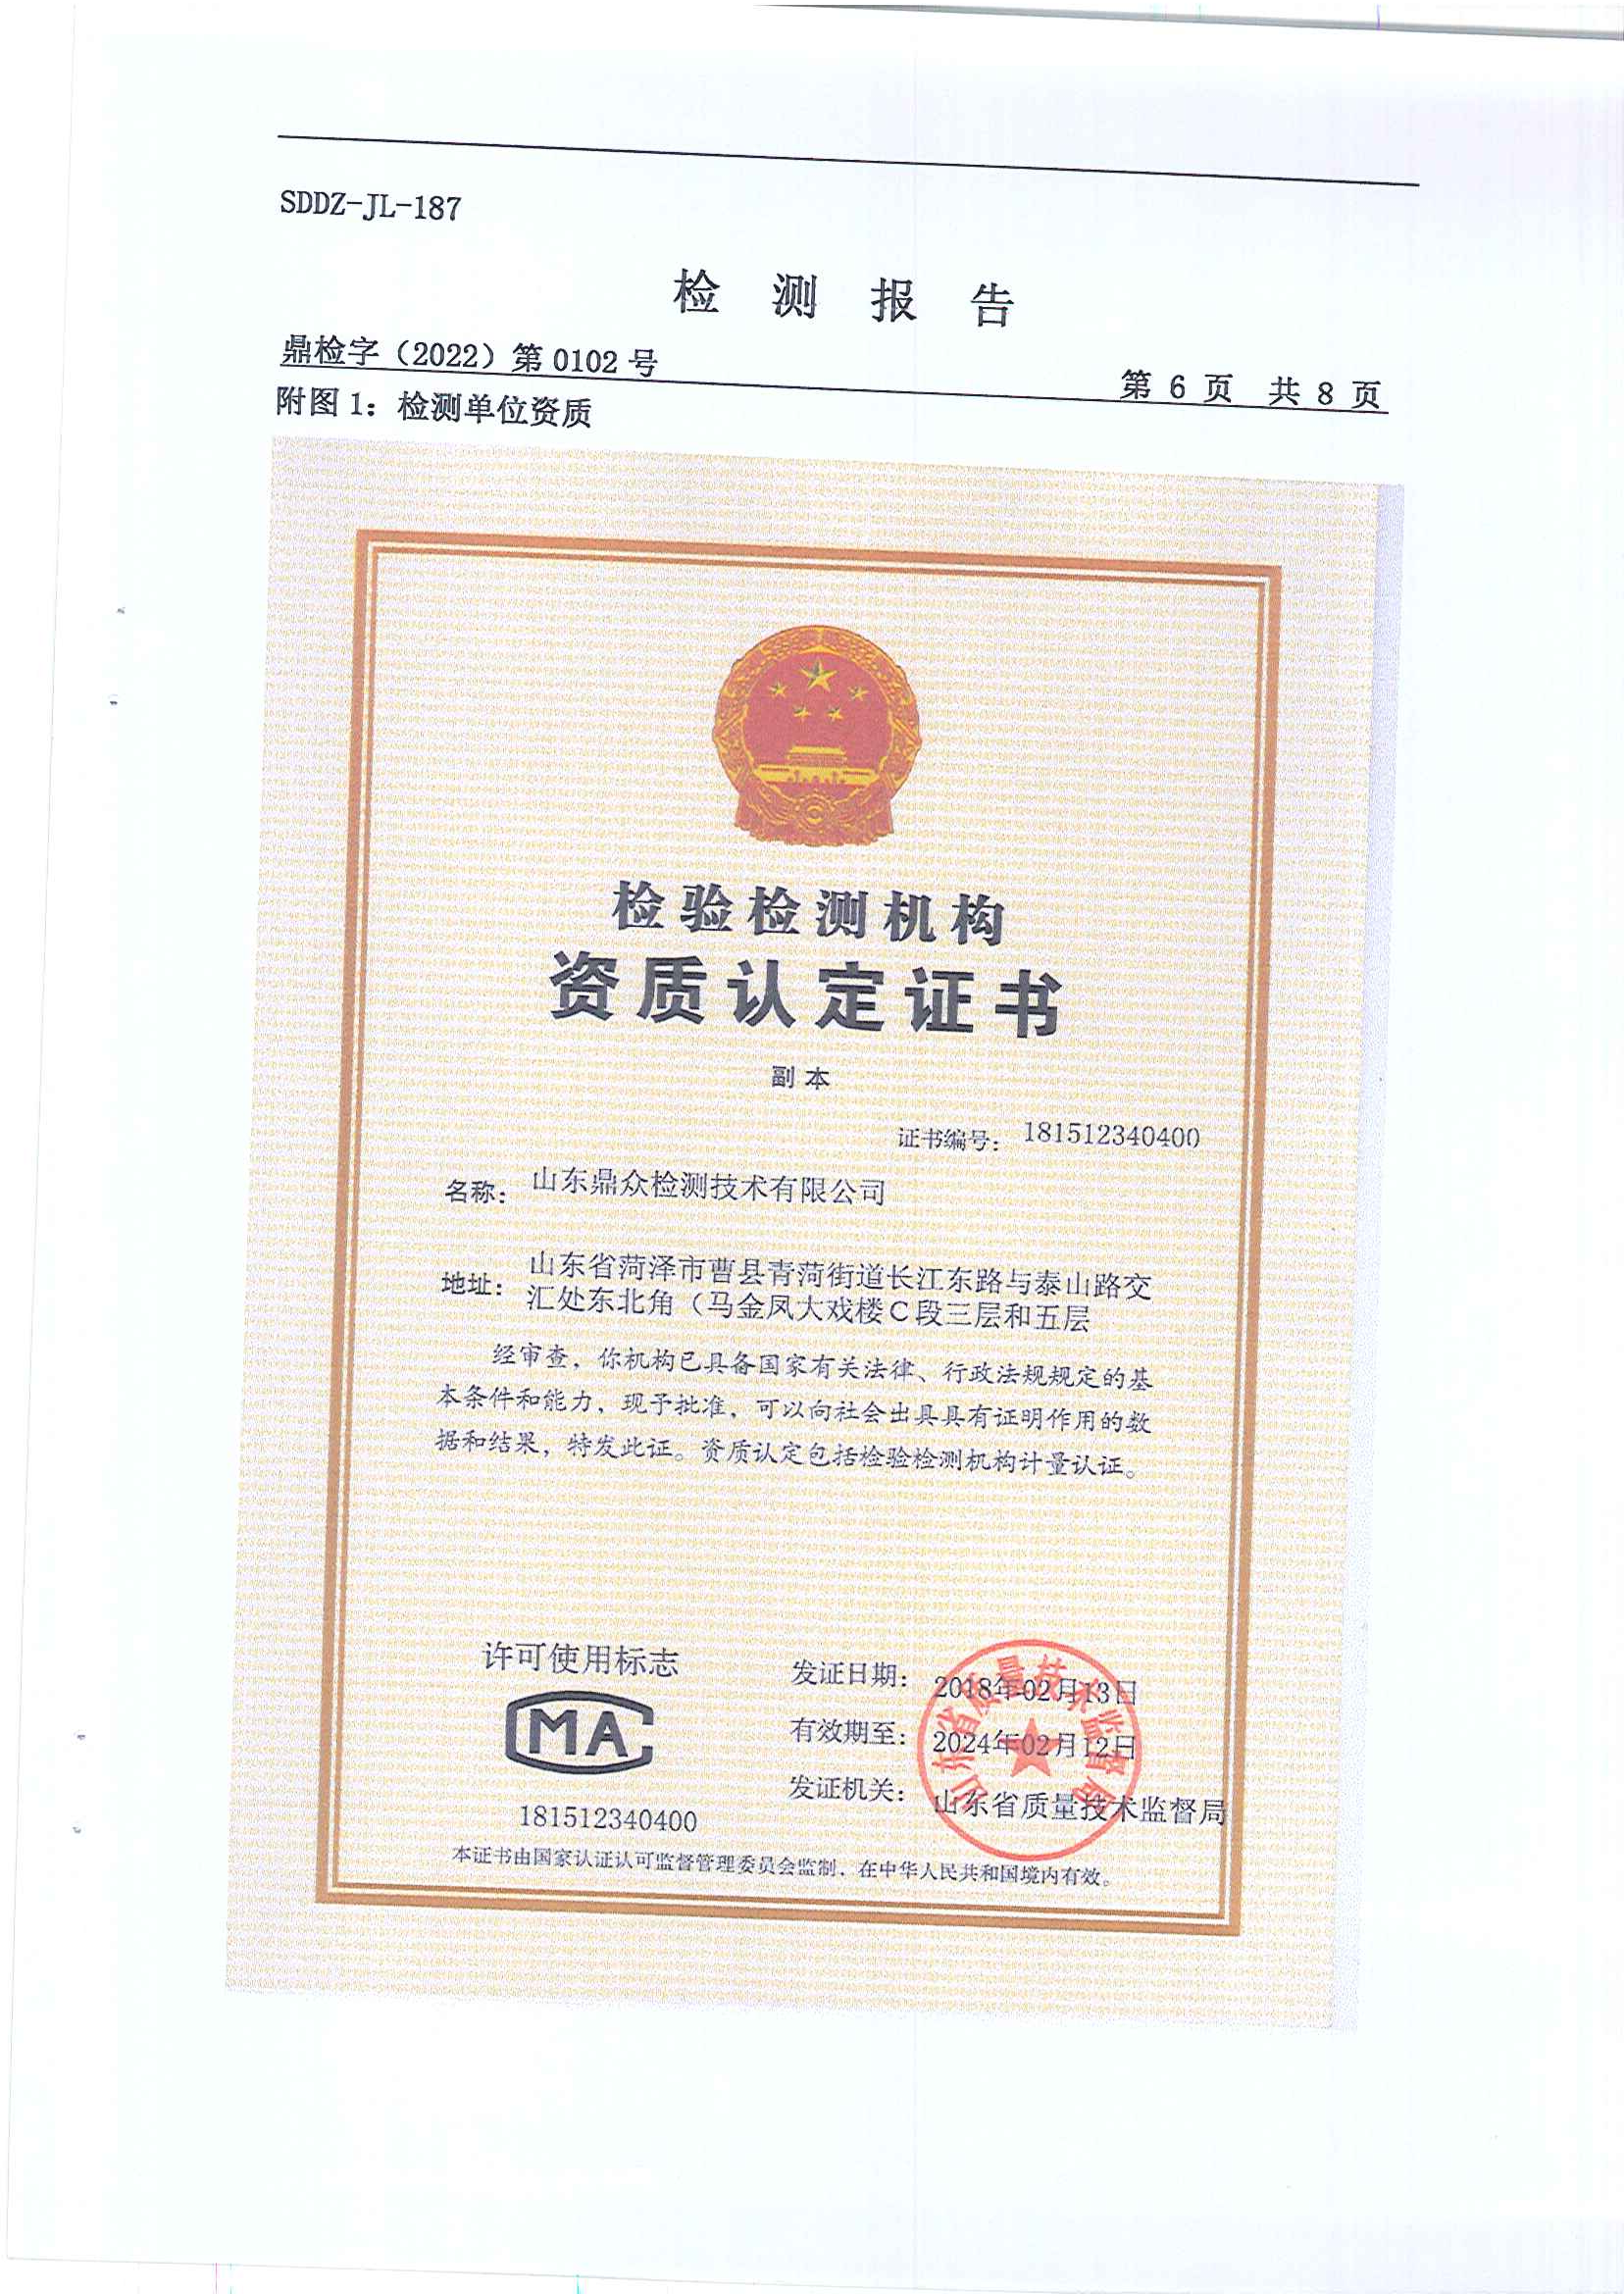 SDDZ-JL-187
检 测 报 告
鼎检字（2022）第 0102 号
第 6 页 共 8 页
附图 1：检测单位资质
检验检测机构
资质认定证书
副本
证书编号：181512340400
名称：山东鼎众检测技术有限公司
地址：山东省菏泽市曹县青菏街道长江东路与泰山路交
汇处东北角（马金凤大戏楼C段三层和五层
经审查，你机构已具备国家有关法律、行政法规规定的基
本条件和能力，现予批准，可以向社会出具具有证明作用的数
据和结果，特发此证。资质认定包括检验检测机构计量认证。
许可使用标志
MA
181512340400
发证日期：2018年02月13日
有效期至：2024年02月12日
发证机关：山东省质量技术监督局
山东省质量技术监督局
本证书由国家认证认可监督管理委员会监制，在中华人民共和国境内有效。